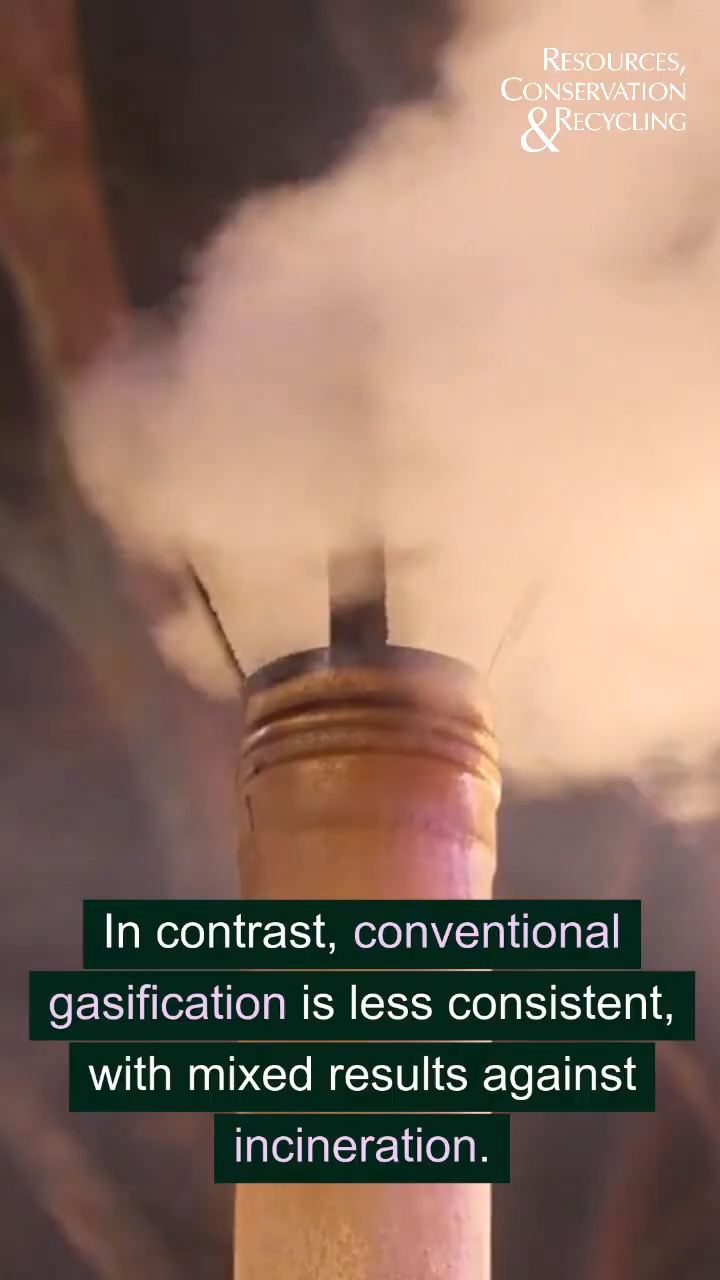 RESOURCES,
CONSERVATION
&RECYCLING
In contrast, conventional
gasification is less consistent,
with mixed results against
incineration.